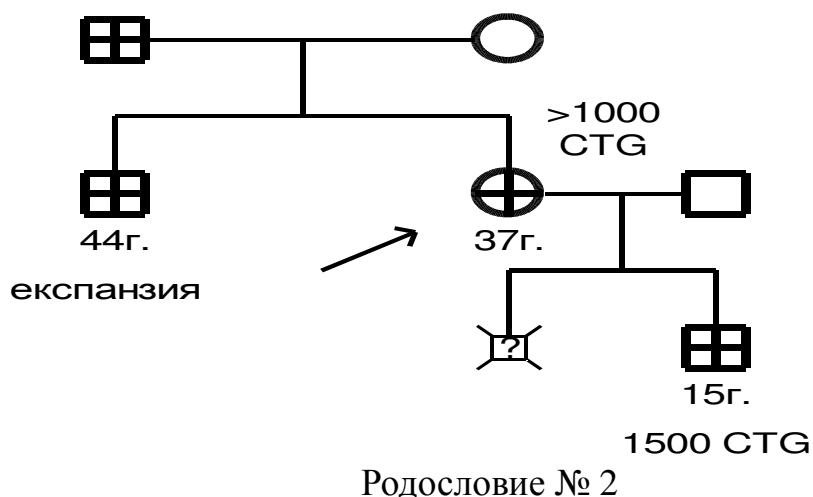 >1000
CTG
44г.
37г.
експанзия
?
15г.
1500 CTG
Родословие № 2